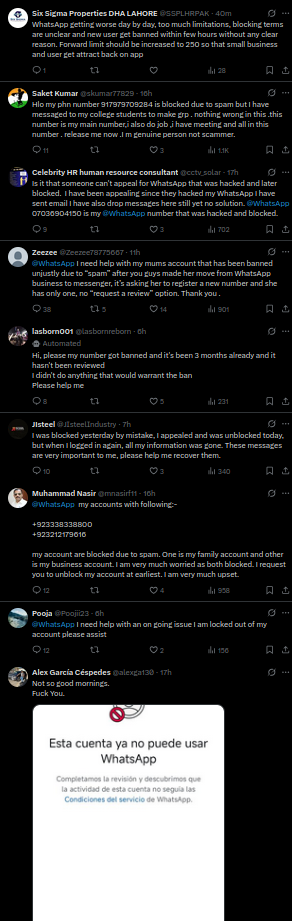 Six Sigma Properties DHA LAHORE @SSPLHRPAK · 40m
WhatsApp getting worse day by day, too much limitations, blocking terms
are unclear and new user get banned within few hours without any clear
reason. Forward limit should be increased to 250 so that small business
and user get attract back on app
1 28
Saket Kumar @skumar77829 · 16h
Hlo my phn number 917979709284 is blocked due to spam but I have
messaged to my college students to make grp . nothing wrong in this .this
number is my main number,i also do job ,i have meeting and all in this
number . release me now .I m genuine person not scammer.
11 3 1.1K
Celebrity HR human resource consultant @cctv_solar · 17h
Is it that someone can't appeal for WhatsApp that was hacked and later
blocked. I have been appealing since they hacked my WhatsApp I have
sent email I have also drop messages here still yet no solution. @WhatsApp
07036904150 is my @WhatsApp number that was hacked and blocked.
9 3 702
Zeezee @Zeezee78775667 · 11h
@WhatsApp I need help with my mums account that has been banned
unjustly due to "spam" after you guys made her move from WhatsApp
business to messenger, it's asking her to register a new number and she
has only one, no "request a review" option. Thank you .
38 5 14 901
lasborn001 @lasbornreborn · 6h
Automated
Hi, please my number got banned and it's been 3 months already and it
hasn't been reviewed
I didn't do anything that would warrant the ban
Please help me
8 5 231
JIsteel @JIsteelIndustry · 7h
I was blocked yesterday by mistake, I appealed and was unblocked today,
but when I logged in again, all my information was gone. These messages
are very important to me, please help me recover them.
10 3 340
Muhammad Nasir @mnasirf11 · 16h
@WhatsApp my accounts with following:-
+923338338800
+923212179616
my account are blocked due to spam. One is my family account and other
is my business account. I am very much worried as both blocked. I request
you to unblock my account at earliest. I am very much upset.
12 4 958
Pooja @Poojii23 · 6h
@WhatsApp I need help with an on going issue I am locked out of my
account please assist
12 2 156
Alex García Céspedes @alexga130 · 17h
Not so good mornings.
Fuck You.
Esta cuenta ya no puede usar
WhatsApp
Completamos la revisión y descubrimos que
la actividad de esta cuenta no seguía las
Condiciones del servicio de WhatsApp.